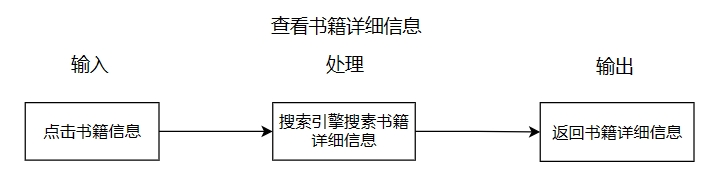 查看书籍详细信息
输入
处理
输出
点击书籍信息
搜索引擎搜素书籍
详细信息
返回书籍详细信息